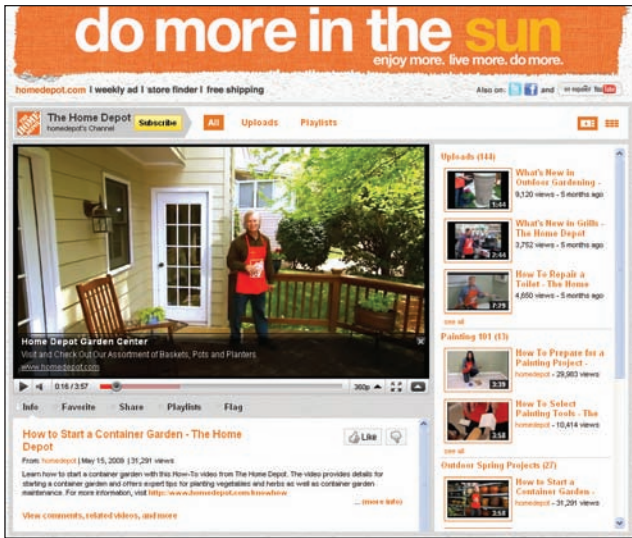 do more in the sun
enjoy more. live more. do more.
homedepot.com | weekly ad | store finder | free shipping
Also on: and en español YouTube
The Home Depot
homedepot's Channel
Subscribe
All Uploads Playlists
Home Depot Garden Center
Visit and Check Out Our Assortment of Baskets, Pots and Planters
www.homedepot.com
0:16 / 3:57
360p
Info Favorite Share Playlists Flag
How to Start a Container Garden - The Home
Depot
Like
From: homedepot | May 15, 2009 | 31,291 views
Learn how to start a container garden with this How-To video from The Home Depot. The video provides details for
starting a container garden and offers expert tips for planting vegetables and herbs as well as container garden
maintenance. For more information, visit http://www.homedepot.com/knowhow
... (more info)
View comments, related videos, and more
Uploads (144)
1:44
What's New in
Outdoor Gardening -
9,120 views - 5 months ago
2:44
What's New in Grills -
The Home Depot
3,752 views - 5 months ago
7:29
How To Repair a
Toilet - The Home
4,650 views - 5 months ago
see all
Painting 101 (13)
3:39
How To Prepare for a
Painting Project -
homedepot - 29,983 views
3:58
How To Select
Painting Tools - The
homedepot - 10,414 views
see all
Outdoor Spring Projects (27)
3:58
How to Start a
Container Garden -
homedepot - 31,291 views